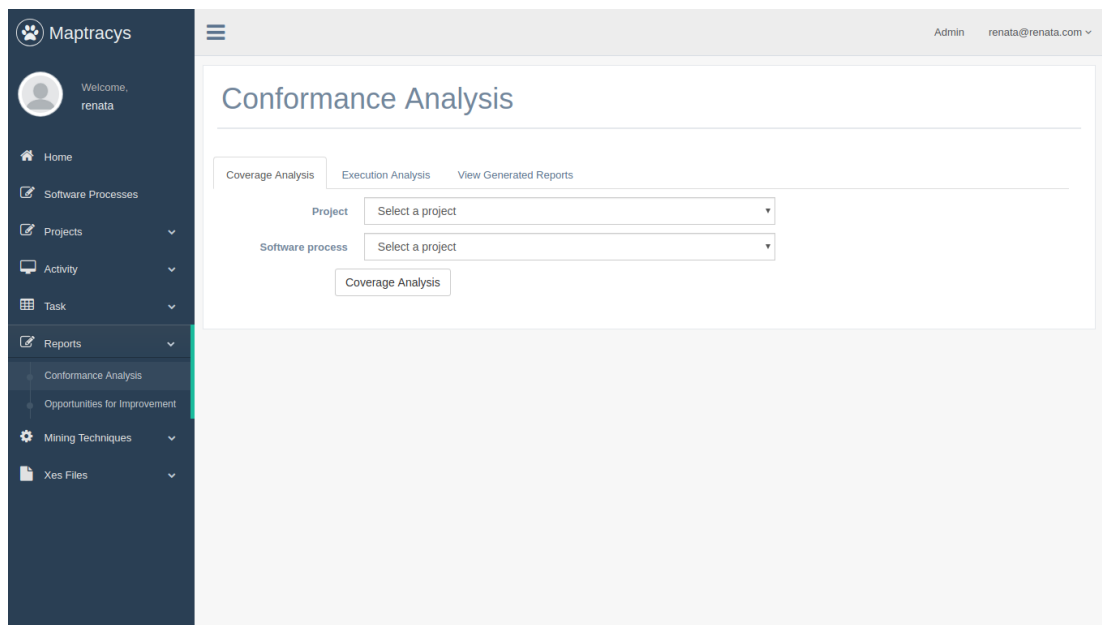 Maptracys
Admin renata@renata.com
Welcome,
renata
Home
Software Processes
Projects
Activity
Task
Reports
Conformance Analysis
Opportunities for Improvement
Mining Techniques
Xes Files
Conformance Analysis
Coverage Analysis Execution Analysis View Generated Reports
Project Select a project
Software process Select a project
Coverage Analysis